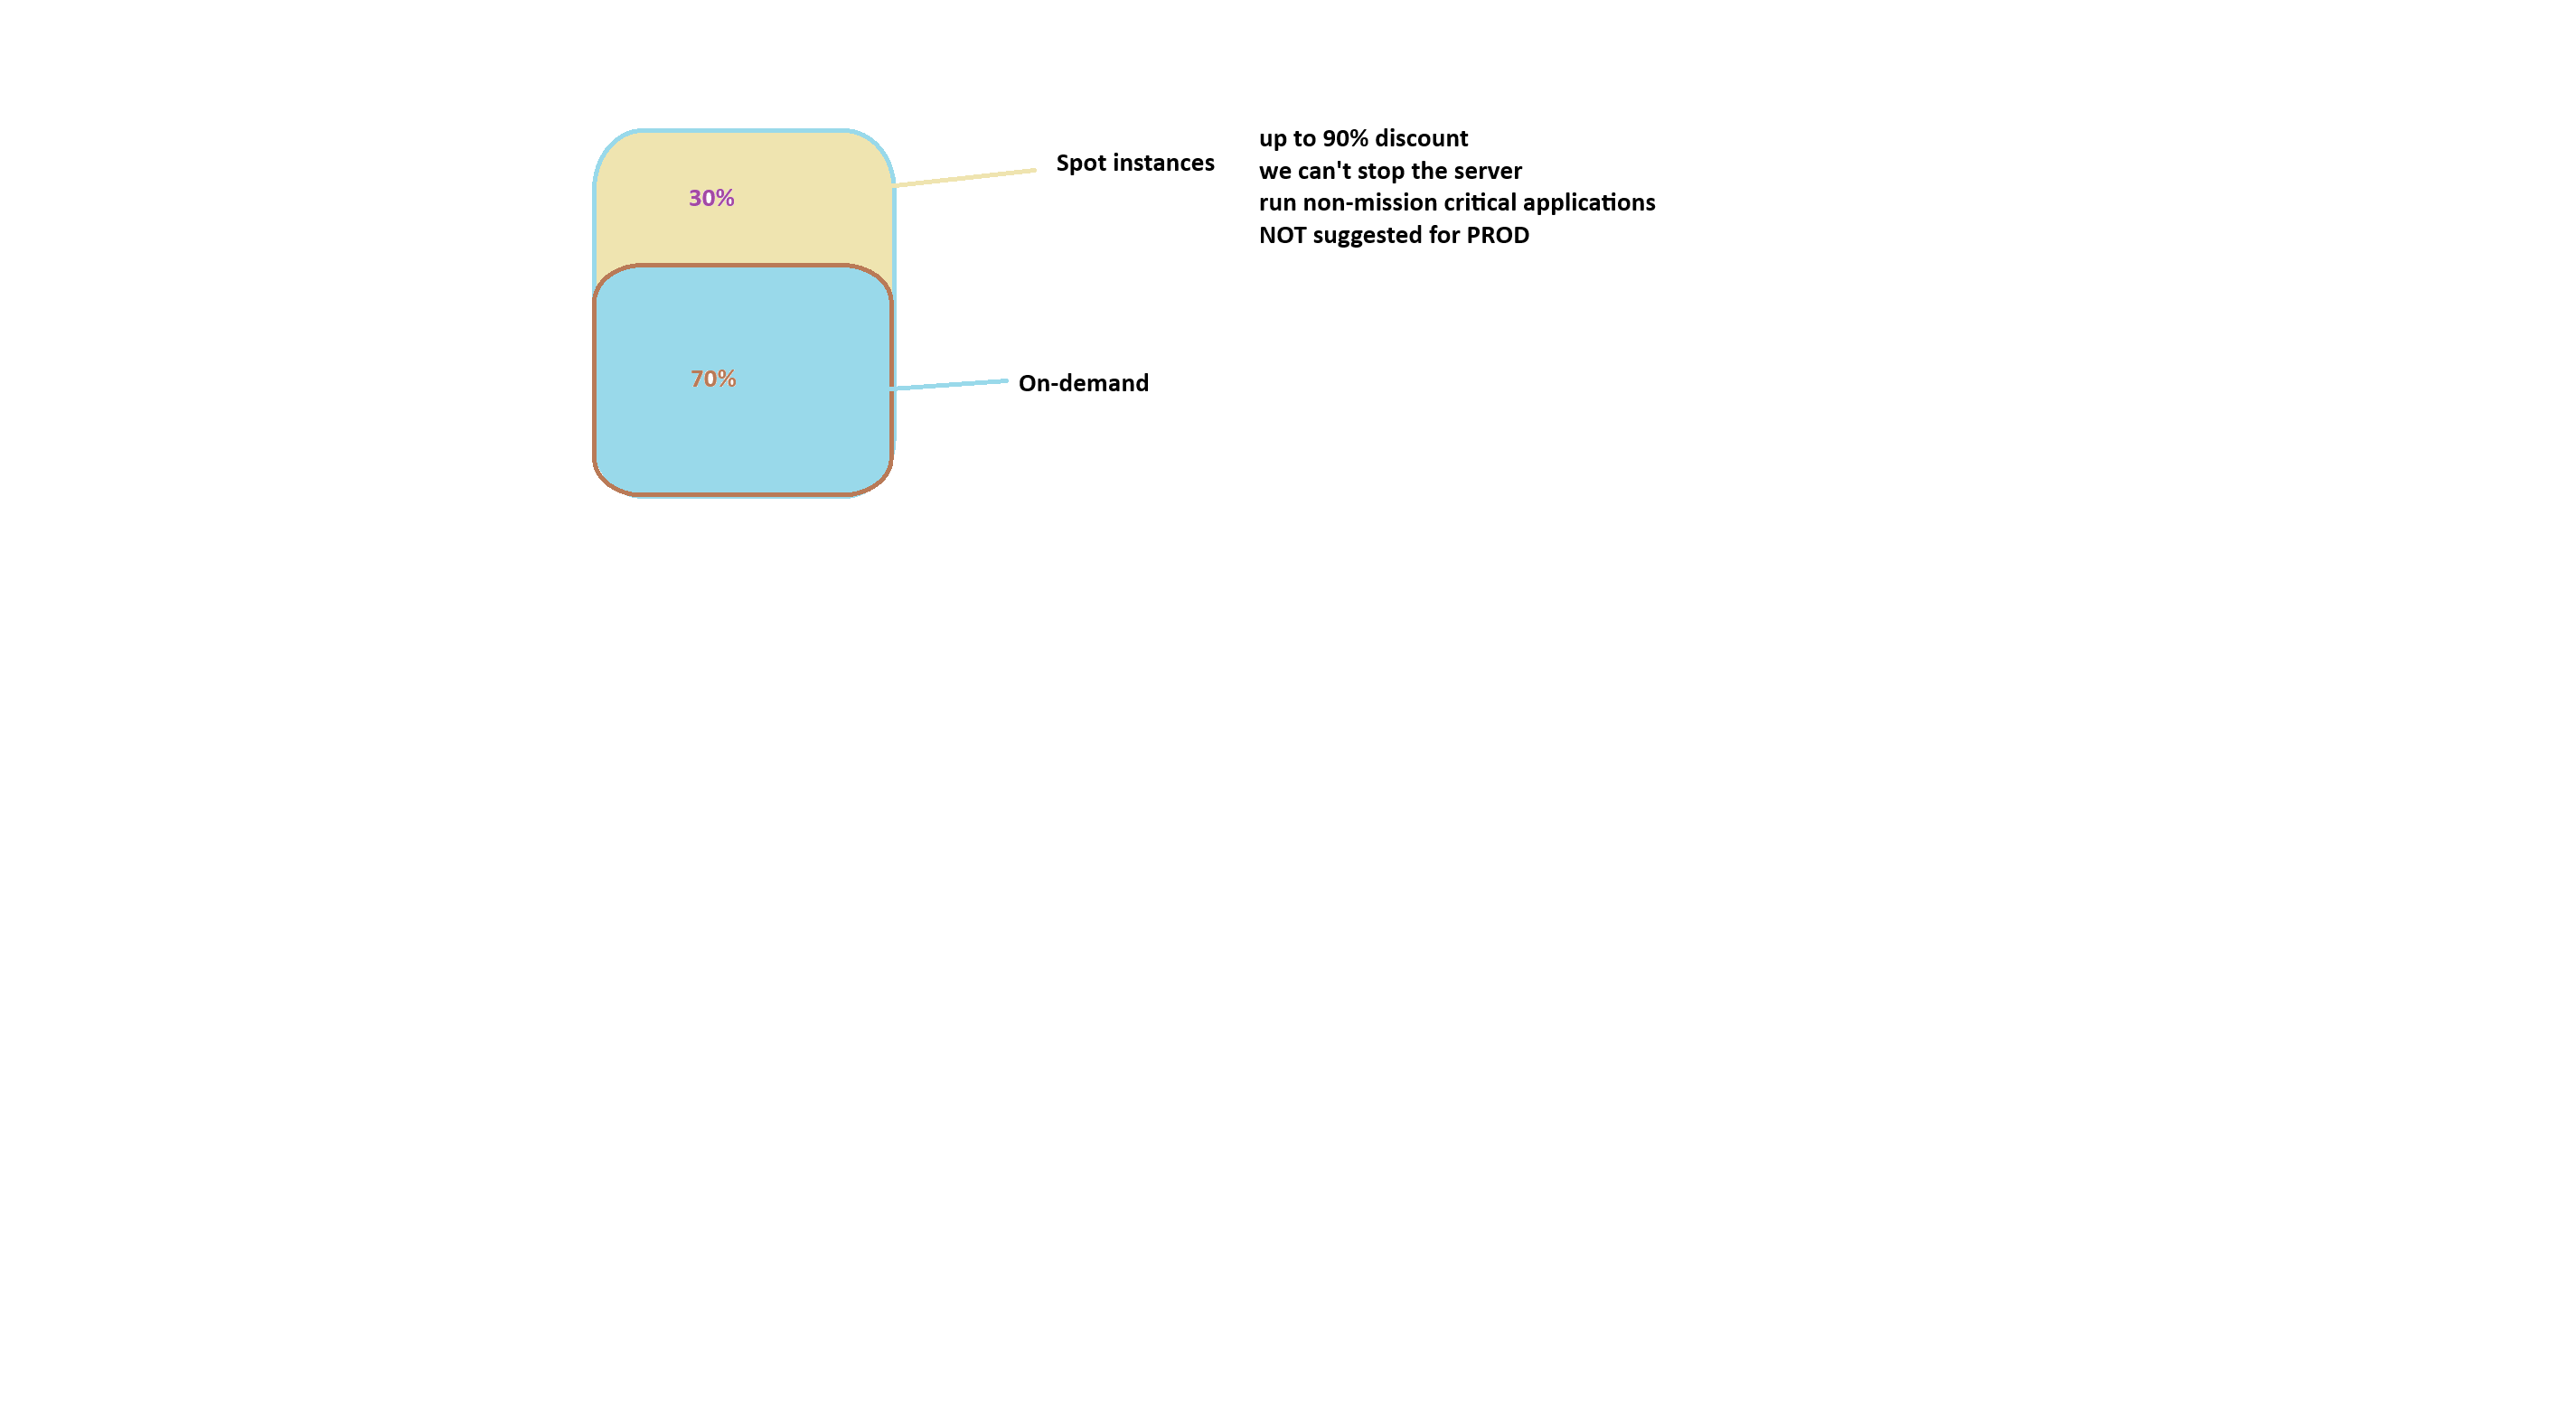 30%
70%
Spot instances
On-demand
up to 90% discount
we can't stop the server
run non-mission critical applications
NOT suggested for PROD